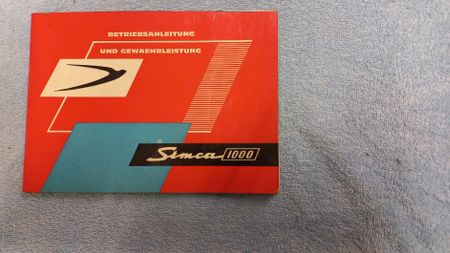 BETRIEBSANLEITUNG
UND GEWAEHRLEISTUNG
Simca 1000